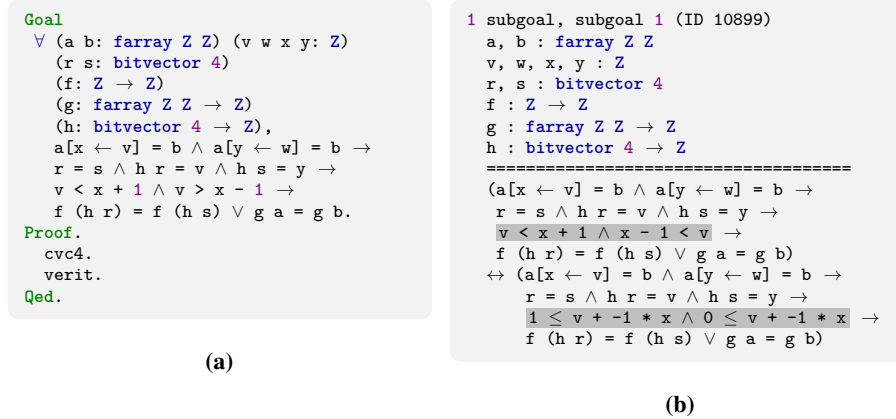 Goal
∀ (a b: farray Z Z) (v w x y: Z)
(r s: bitvector 4)
(f: Z → Z)
(g: farray Z Z → Z)
(h: bitvector 4 → Z),
a[x ← v] = b ∧ a[y ← w] = b →
r = s ∧ h r = v ∧ h s = y →
v < x + 1 ∧ v > x - 1 →
f (h r) = f (h s) ∨ g a = g b.
Proof.
cvc4.
verit.
Qed.
(a)
1 subgoal, subgoal 1 (ID 10899)
a, b : farray Z Z
v, w, x, y : Z
r, s : bitvector 4
f : Z → Z
g : farray Z Z → Z
h : bitvector 4 → Z
=====================================
(a[x ← v] = b ∧ a[y ← w] = b →
r = s ∧ h r = v ∧ h s = y →
v < x + 1 ∧ x - 1 < v →
f (h r) = f (h s) ∨ g a = g b)
↔ (a[x ← v] = b ∧ a[y ← w] = b →
r = s ∧ h r = v ∧ h s = y →
1 ≤ v + -1 * x ∧ 0 ≤ v + -1 * x →
f (h r) = f (h s) ∨ g a = g b)
(b)